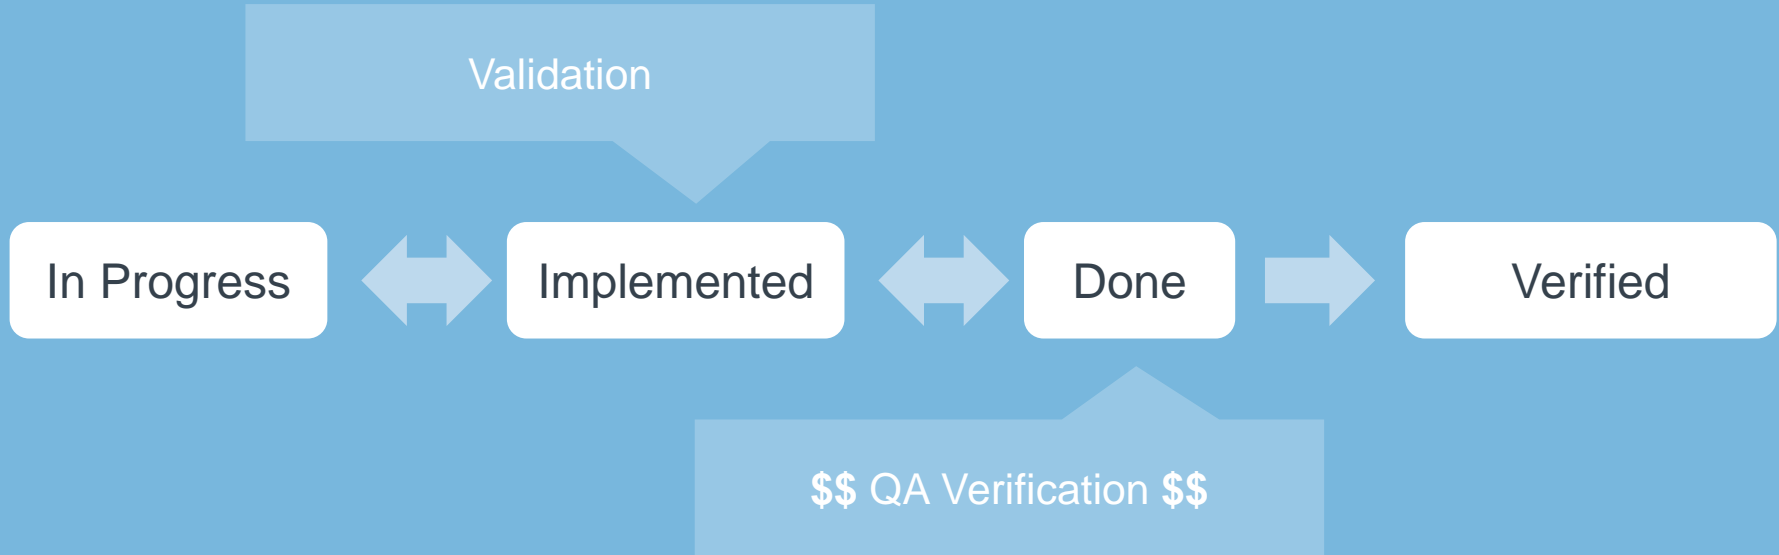 Validation
In Progress
Implemented
Done
Verified
$$ QA Verification $$